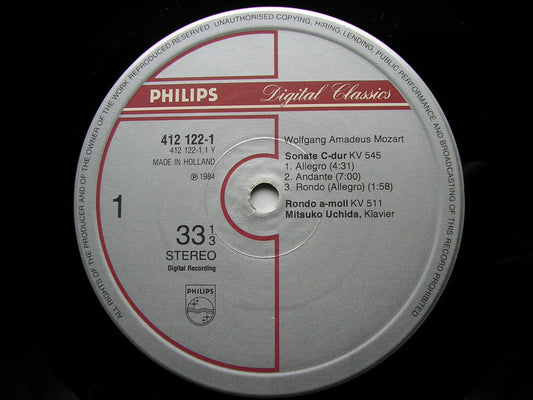 ALL RIGHTS OF THE PRODUCER AND OF THE OWNER OF THE WORK REPRODUCED RESERVED. UNAUTHORISED COPYING, HIRING, LENDING, PUBLIC PERFORMANCE AND BROADCASTING OF THIS RECORD PROHIBITED.
PHILIPS Digital Classics
412 122-1
412 122-1.1 Y
MADE IN HOLLAND
℗ 1984
1
33 1/3
STEREO
Digital Recording
PHILIPS
Wolfgang Amadeus Mozart
Sonate C-dur KV 545
1. Allegro (4:31)
2. Andante (7:00)
3. Rondo (Allegro) (1:58)
Rondo a-moll KV 511
Mitsuko Uchida, Klavier